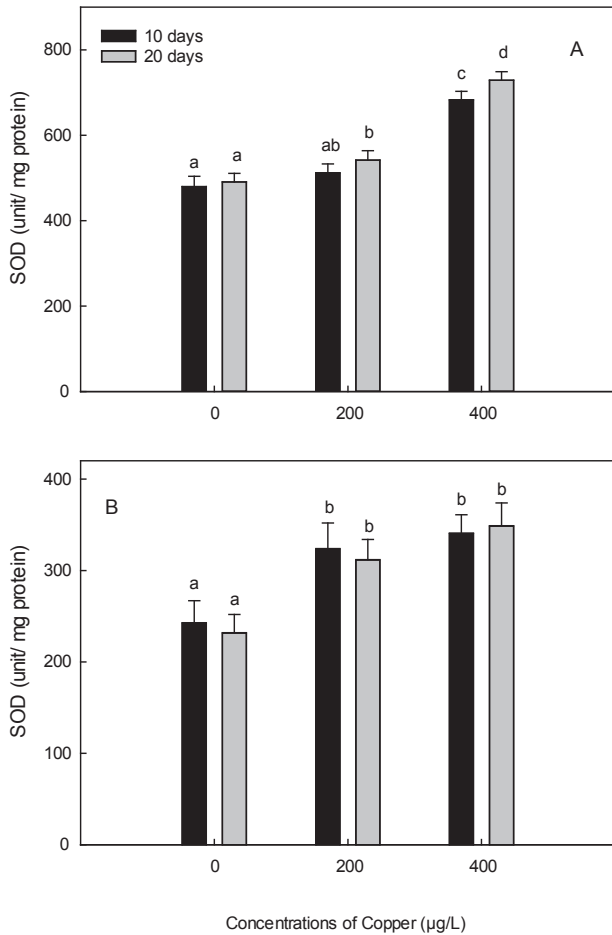 10 days
20 days
A
800
600
400
200
0
SOD (unit/ mg protein)
a a ab b c d
0 200 400
B
400
300
200
100
0
SOD (unit/ mg protein)
a a b b b b
0 200 400
Concentrations of Copper (µg/L)